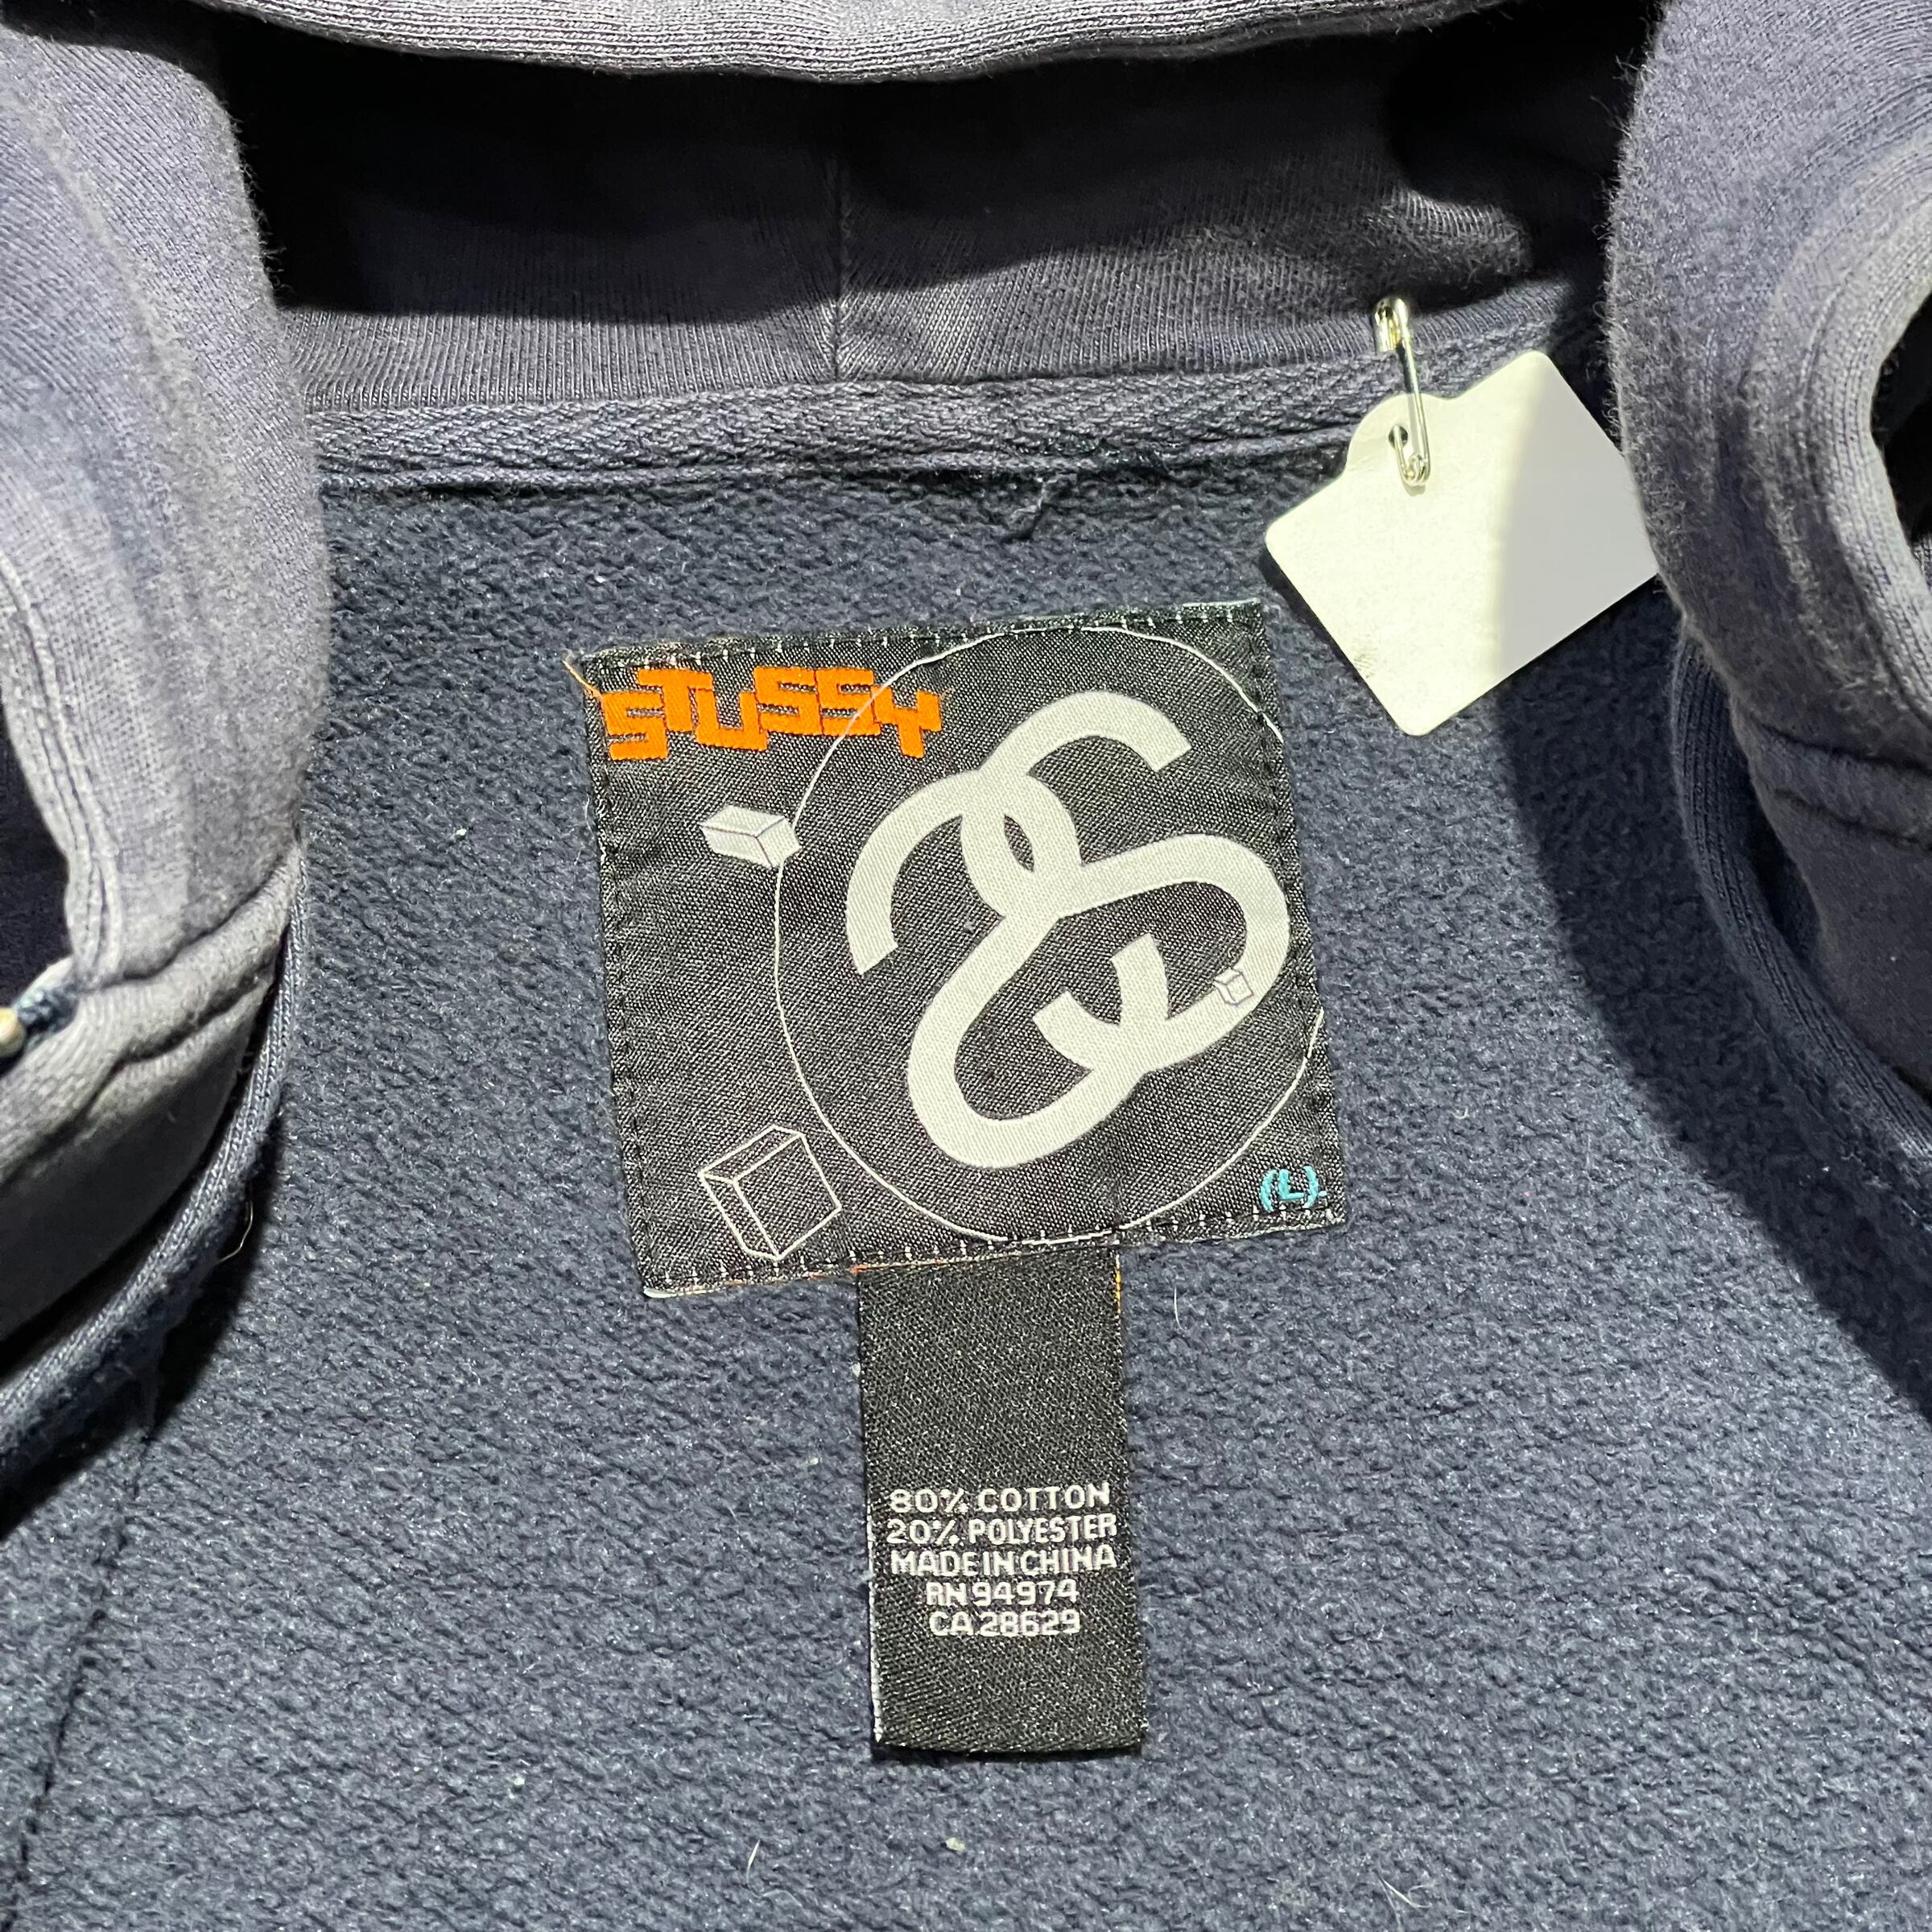 STUSSY
(L)
80% COTTON
20% POLYESTER
MADE IN CHINA
RN 94974
CA 28629